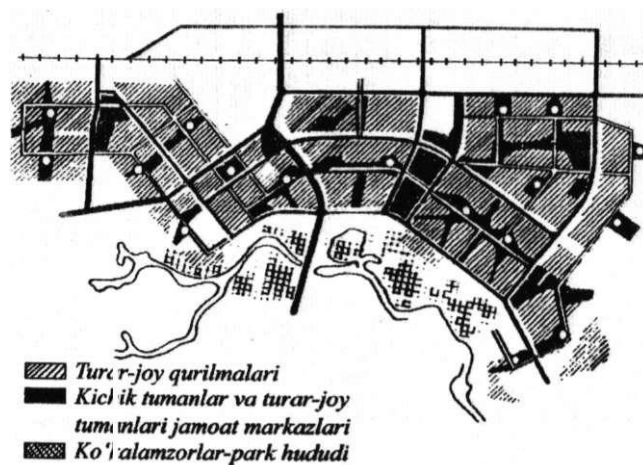 Turar-joy qurilmalari
Kichik tumanlar va turar-joy
tumanlari jamoat markazlari
Ko‘kalamzorlar-park hududi